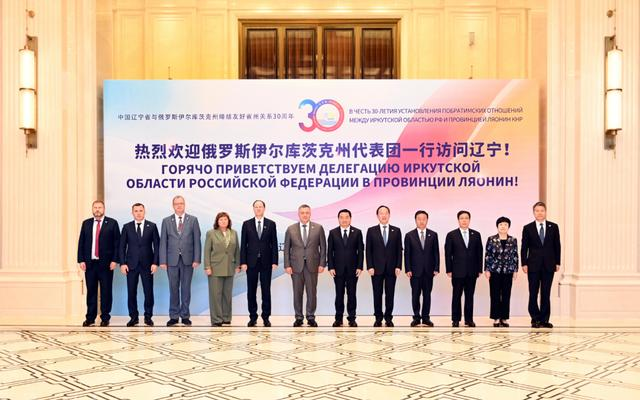 中国辽宁省与俄罗斯伊尔库茨克州缔结友好省州关系30周年
30
В ЧЕСТЬ 30-ЛЕТИЯ УСТАНОВЛЕНИЯ ПОБРАТИМСКИХ ОТНОШЕНИЙ
МЕЖДУ ИРКУТСКОЙ ОБЛАСТЬЮ РФ И ПРОВИНЦИЕЙ ЛЯОНИН КНР
热烈欢迎俄罗斯伊尔库茨克州代表团一行访问辽宁！
ГОРЯЧО ПРИВЕТСТВУЕМ ДЕЛЕГАЦИЮ ИРКУТСКОЙ
ОБЛАСТИ РОССИЙСКОЙ ФЕДЕРАЦИИ В ПРОВИНЦИИ ЛЯОНИН!